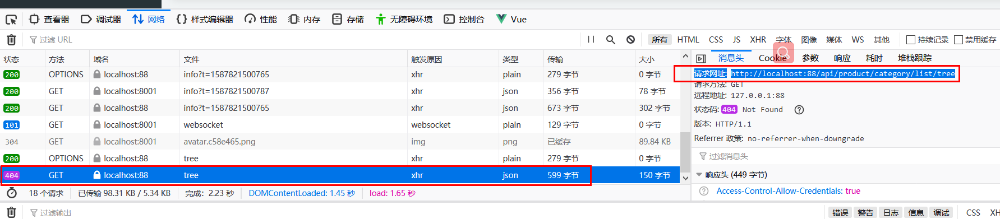 查看器 调试器 网络 样式编辑器 性能 内存 存储 无障碍环境 控制台 Vue
过滤 URL 所有 HTML CSS JS XHR 字体 图像 媒体 WS 其他 持续记录 禁用缓存
状态 方法 域名 文件 触发原因 类型 传输 大小
200 OPTIONS localhost:88 info?t=1587821500765 xhr plain 279 字节 0 字节
200 GET localhost:8001 info?t=1587821500787 xhr json 356 字节 78 字节
200 GET localhost:88 info?t=1587821500765 xhr json 673 字节 302 字节
101 GET localhost:8001 websocket websocket plain 129 字节 0 字节
304 GET localhost:8001 avatar.c58e465.png img png 已缓存 89.84 KB
200 OPTIONS localhost:88 tree xhr plain 279 字节 0 字节
404 GET localhost:88 tree xhr json 599 字节 150 字节
18 个请求 已传输 98.31 KB / 5.34 KB 完成: 2.23 秒 DOMContentLoaded: 1.45 秒 load: 1.65 秒
消息头 Cookie 参数 响应 耗时 堆栈跟踪
请求网址: http://localhost:88/api/product/category/list/tree
请求方法: GET
远程地址: 127.0.0.1:88
状态码: 404 Not Found
版本: HTTP/1.1
Referrer 政策: no-referrer-when-downgrade
过滤消息头
响应头 (449 字节)
Access-Control-Allow-Credentials: true
过滤输出 错误 警告 日志 信息 调试 CSS XH